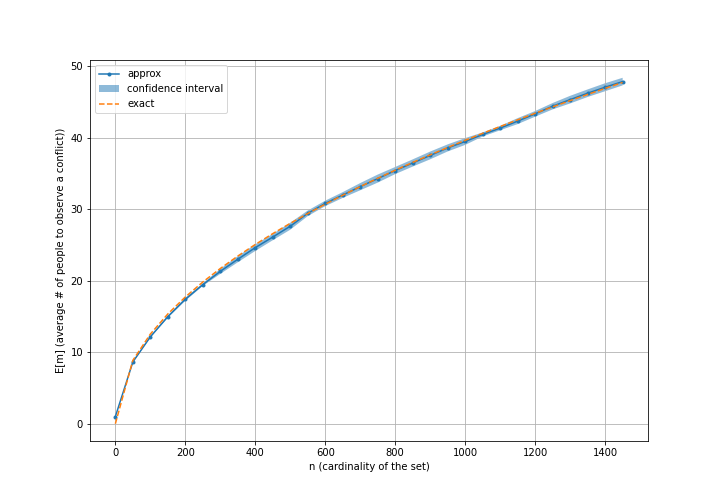 approx
confidence interval
exact
50
40
30
20
10
0
E[m] (average # of people to observe a conflict))
0 200 400 600 800 1000 1200 1400
n (cardinality of the set)